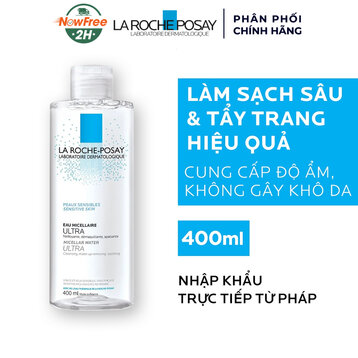 NowFree
2H
LA ROCHE-POSAY
LABOIRATOIRE DERMATOLOGIQUE
PHÂN PHỐI
CHÍNH HÃNG
LÀM SẠCH SÂU
& TẨY TRANG
HIỆU QUẢ
CUNG CẤP ĐỘ ẨM,
KHÔNG GÂY KHÔ DA
400ml
NHẬP KHẨU
TRỰC TIẾP TỪ PHÁP
LA ROCHE-POSAY
LABORATOIRE DERMATOLOGIQUE
PEAUX SENSIBLES
SENSITIVE SKIN
EAU MICELLAIRE
ULTRA
MICELLAR WATER
ULTRA
400 ml